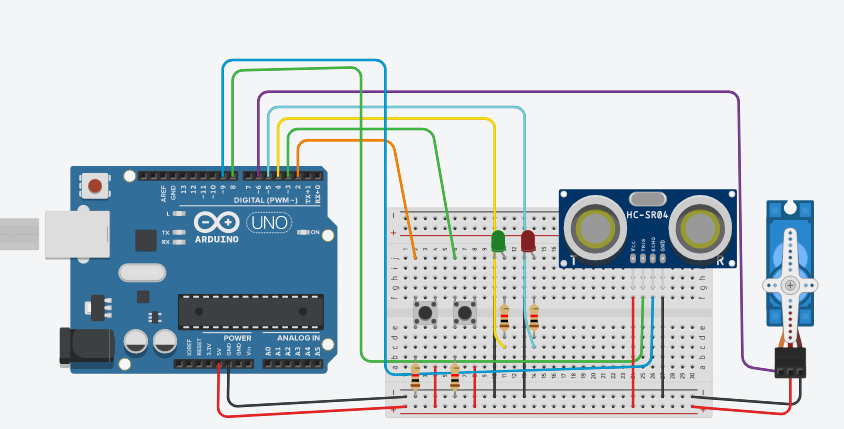 AREF
GND
13
12
~11
~10
~9
8
7
~6
~5
4
~3
2
TX→1
RX←0
DIGITAL (PWM~)
L
TX
RX
UNO
ARDUINO
ON
POWER
ANALOG IN
IOREF
RESET
3.3V
5V
GND
GND
Vin
A0
A1
A2
A3
A4
A5
HC-SR04
VCC
TRIG
ECHO
GND
T
R